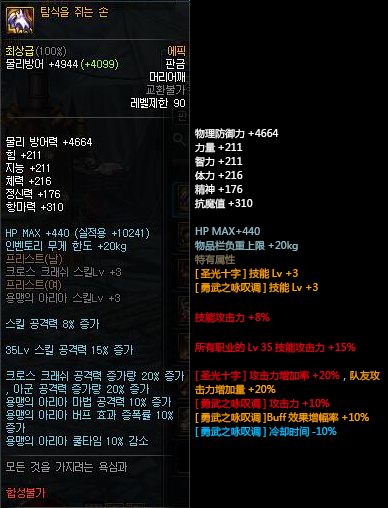 탐식을 쥐는 손
최상급(100%) 에픽
물리방어 +4944(+4099) 판금
머리어깨
교환불가
레벨제한 90
물리 방어력 +4664
힘 +211
지능 +211
체력 +216
정신력 +176
항마력 +310
HP MAX +440 (실적용 +10241)
인벤토리 무게 한도 +20kg
프리스트(남)
크로스 크래쉬 스킬Lv +3
프리스트(여)
용맹의 아리아 스킬Lv +3
스킬 공격력 8% 증가
35Lv 스킬 공격력 15% 증가
크로스 크래쉬 공격력 증가량 20% 증
가, 아군 공격력 증가량 20% 증가
용맹의 아리아 마법 공격력 10% 증가
용맹의 아리아 버프 효과 증폭률 10%
증가
용맹의 아리아 쿨타임 10% 감소
모든 것을 가지려는 욕심과
합성불가
物理防御力 +4664
力量 +211
智力 +211
体力 +216
精神 +176
抗魔值 +310
HP MAX+440
物品栏负重上限 +20kg
特有属性
[ 圣光十字 ] 技能 Lv +3
[ 勇武之咏叹调 ] 技能 Lv +3
技能攻击力 +8%
所有职业的 Lv 35 技能攻击力 +15%
[ 圣光十字 ] 攻击力增加率 +20% , 队友攻
击力增加量 +20%
[ 勇武之咏叹调 ] 攻击力 +10%
[ 勇武之咏叹调 ]Buff 效果增幅率 +10%
[ 勇武之咏叹调 ] 冷却时间 -10%